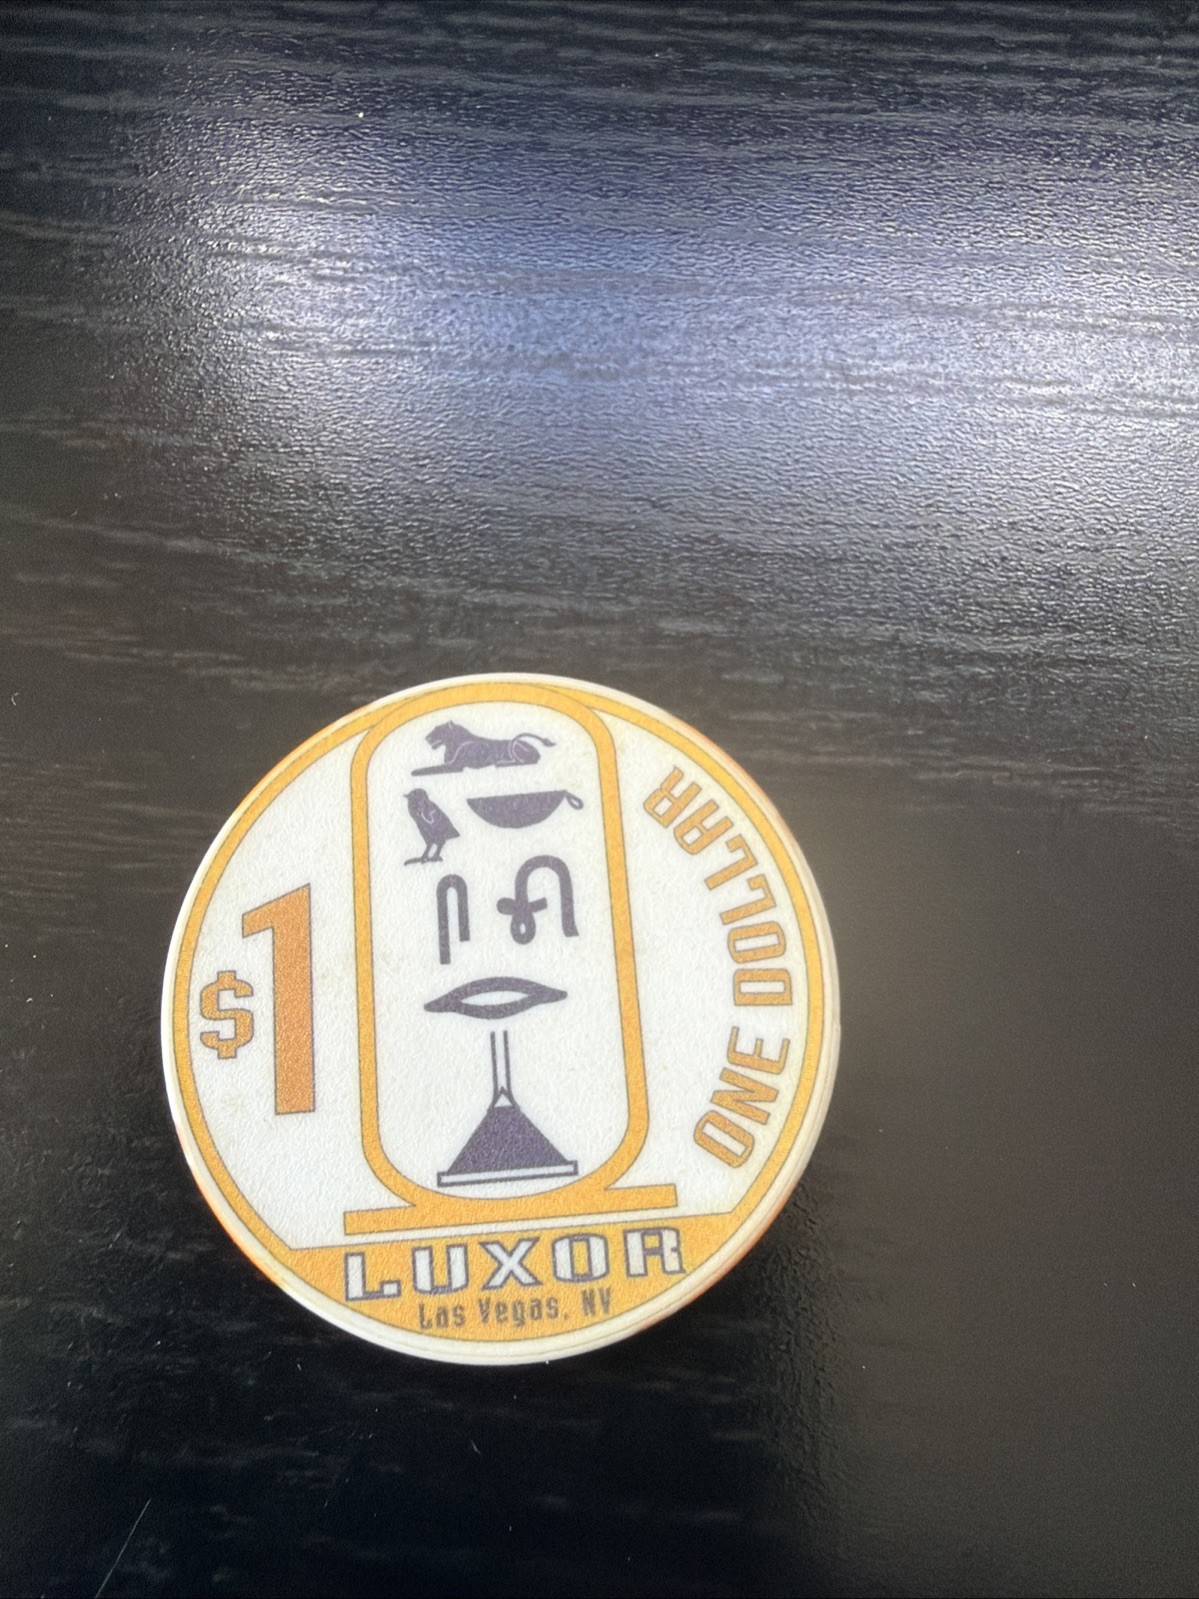 $1
ONE DOLLAR
LUXOR
Las Vegas, NV